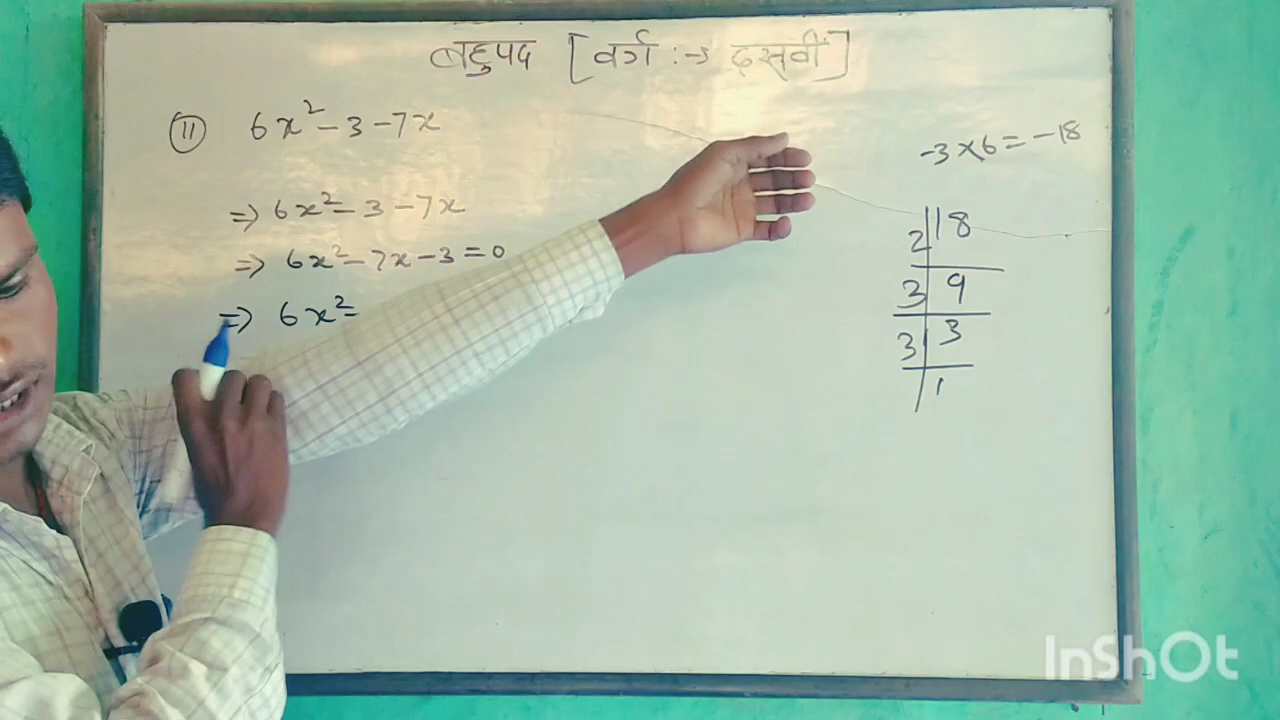 बहुपद [वर्ग :→ दसवीं]
(11) 6x² - 3 - 7x
-3 × 6 = -18
⇒ 6x² - 3 - 7x
⇒ 6x² - 7x - 3 = 0
⇒ 6x² -
2 | 18
3 | 9
3 | 3
| 1
InShOt